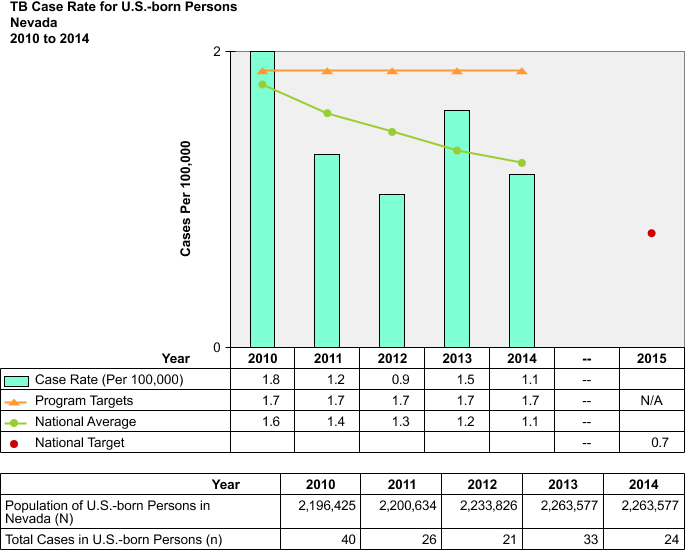 TB Case Rate for U.S.-born Persons
Nevada
2010 to 2014
2
Cases Per 100,000
0
Year 2010 2011 2012 2013 2014 -- 2015
Case Rate (Per 100,000) 1.8 1.2 0.9 1.5 1.1 --
Program Targets 1.7 1.7 1.7 1.7 1.7 -- N/A
National Average 1.6 1.4 1.3 1.2 1.1 --
National Target -- 0.7
Year 2010 2011 2012 2013 2014
Population of U.S.-born Persons in
Nevada (N) 2,196,425 2,200,634 2,233,826 2,263,577 2,263,577
Total Cases in U.S.-born Persons (n) 40 26 21 33 24